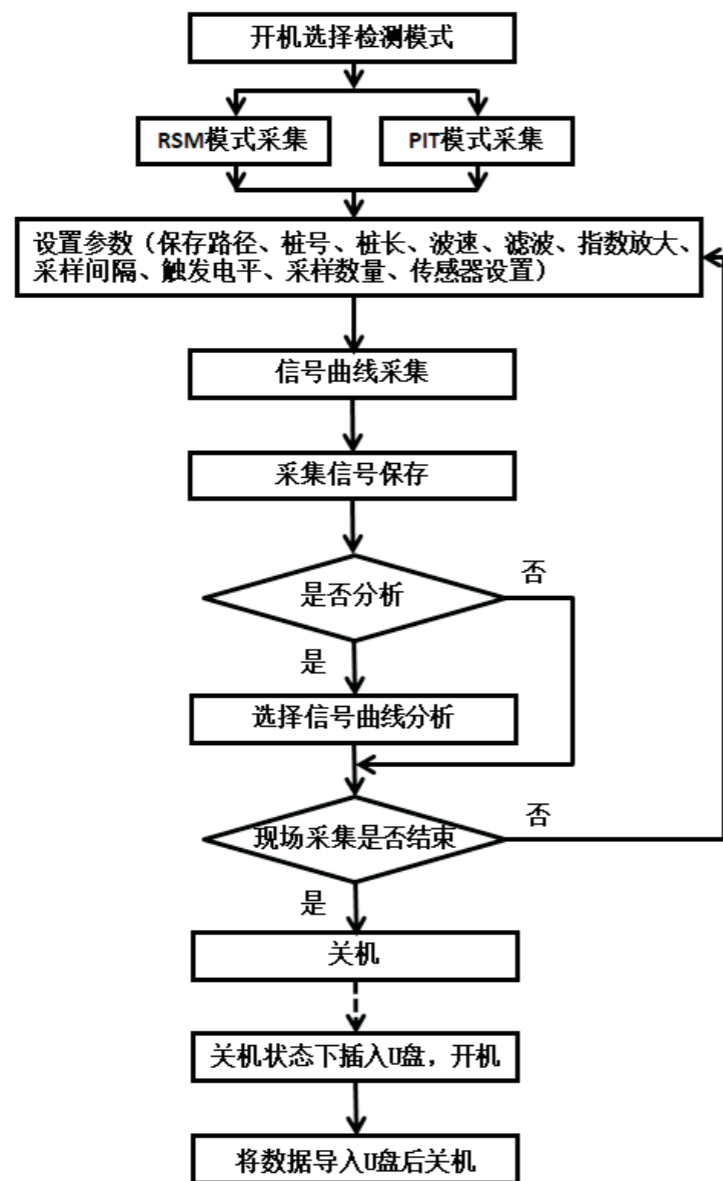 开机选择检测模式
RSM模式采集
PIT模式采集
设置参数（保存路径、桩号、桩长、波速、滤波、指数放大、
采样间隔、触发电平、采样数量、传感器设置）
信号曲线采集
采集信号保存
是否分析
否
是
选择信号曲线分析
现场采集是否结束
否
是
关机
关机状态下插入U盘，开机
将数据导入U盘后关机